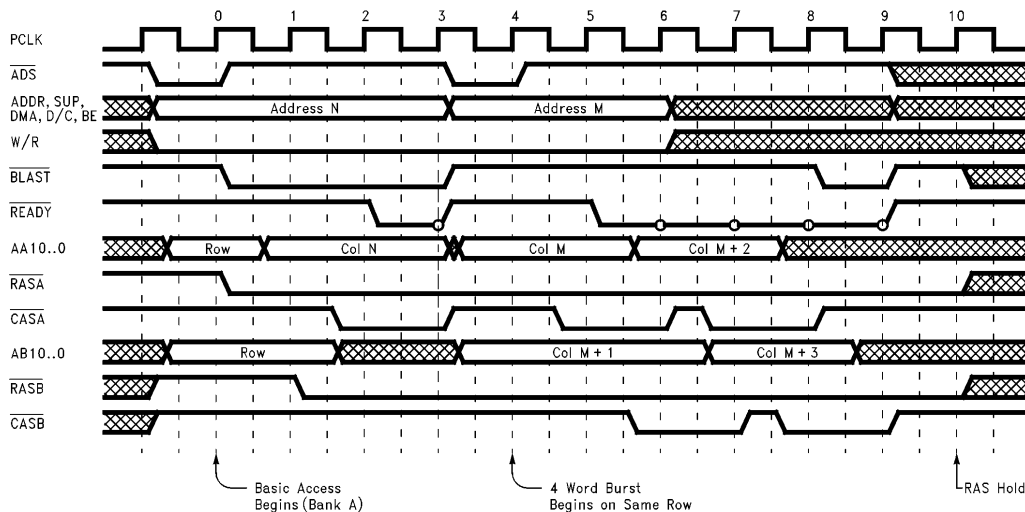 0 1 2 3 4 5 6 7 8 9 10
PCLK
ADS
ADDR, SUP,
DMA, D/C, BE
Address N Address M
W/R
BLAST
READY
AA10..0 Row Col N Col M Col M + 2
RASA
CASA
AB10..0 Row Col M + 1 Col M + 3
RASB
CASB
Basic Access
Begins (Bank A)
4 Word Burst
Begins on Same Row
RAS Hold